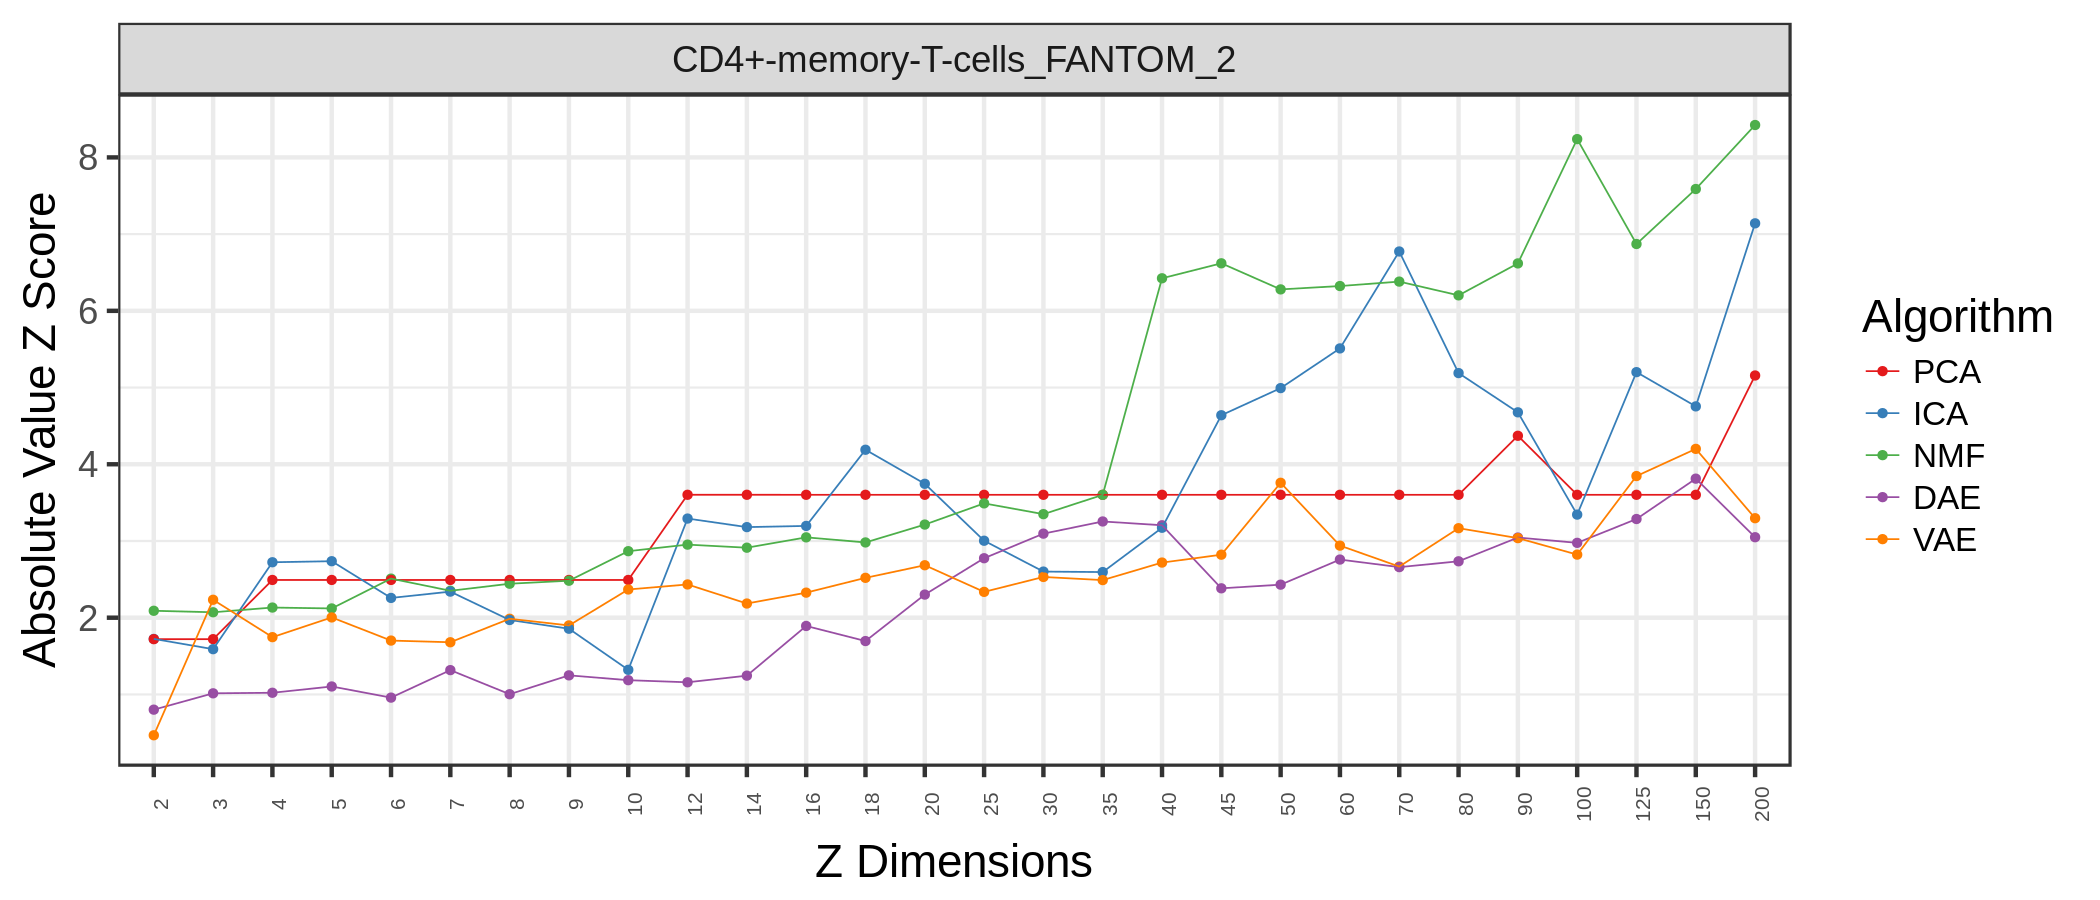 CD4+-memory-T-cells_FANTOM_2
Absolute Value Z Score
8
6
4
2
2 3 4 5 6 7 8 9 10 12 14 16 18 20 25 30 35 40 45 50 60 70 80 90 100 125 150 200
Z Dimensions
Algorithm
PCA
ICA
NMF
DAE
VAE